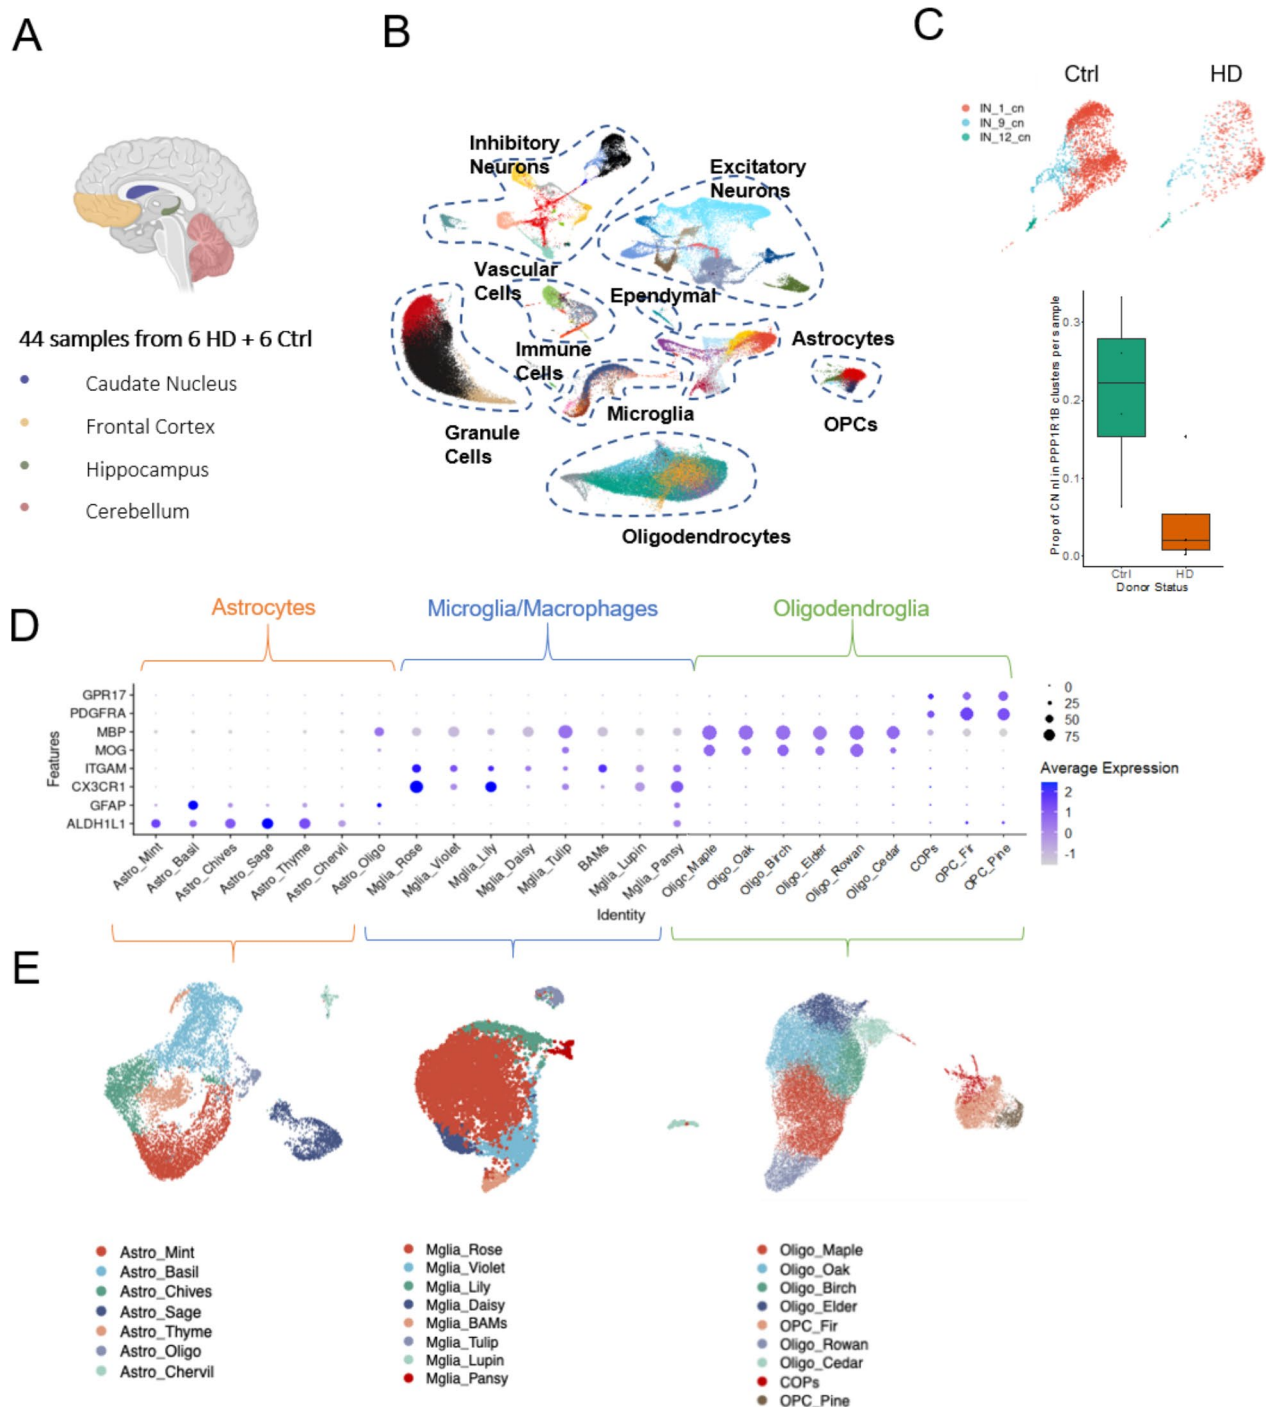 A
B
C
Ctrl
HD
IN_1_cn
IN_9_cn
IN_12_cn
Inhibitory
Neurons
Excitatory
Neurons
Vascular
Cells
Ependymal
Immune
Cells
Astrocytes
Microglia
OPCs
Granule
Cells
Oligodendrocytes
44 samples from 6 HD + 6 Ctrl
Caudate Nucleus
Frontal Cortex
Hippocampus
Cerebellum
Prop of CN nl in PPP1R1B clusters per sample
0.3
0.2
0.1
0.0
Ctrl
HD
Donor Status
D
Astrocytes
Microglia/Macrophages
Oligodendroglia
Features
GPR17
PDGFRA
MBP
MOG
ITGAM
CX3CR1
GFAP
ALDH1L1
0
25
50
75
Average Expression
2
1
0
-1
Astro_Mint
Astro_Basil
Astro_Chives
Astro_Sage
Astro_Thyme
Astro_Chervil
Astro_Oligo
Mglia_Rose
Mglia_Violet
Mglia_Lily
Mglia_Daisy
Mglia_Tulip
BAMs
Mglia_Lupin
Mglia_Pansy
Oligo_Maple
Oligo_Oak
Oligo_Birch
Oligo_Elder
Oligo_Rowan
Oligo_Cedar
COPs
OPC_Fir
OPC_Pine
Identity
E
Astro_Mint
Astro_Basil
Astro_Chives
Astro_Sage
Astro_Thyme
Astro_Oligo
Astro_Chervil
Mglia_Rose
Mglia_Violet
Mglia_Lily
Mglia_Daisy
Mglia_BAMs
Mglia_Tulip
Mglia_Lupin
Mglia_Pansy
Oligo_Maple
Oligo_Oak
Oligo_Birch
Oligo_Elder
OPC_Fir
Oligo_Rowan
Oligo_Cedar
COPs
OPC_Pine